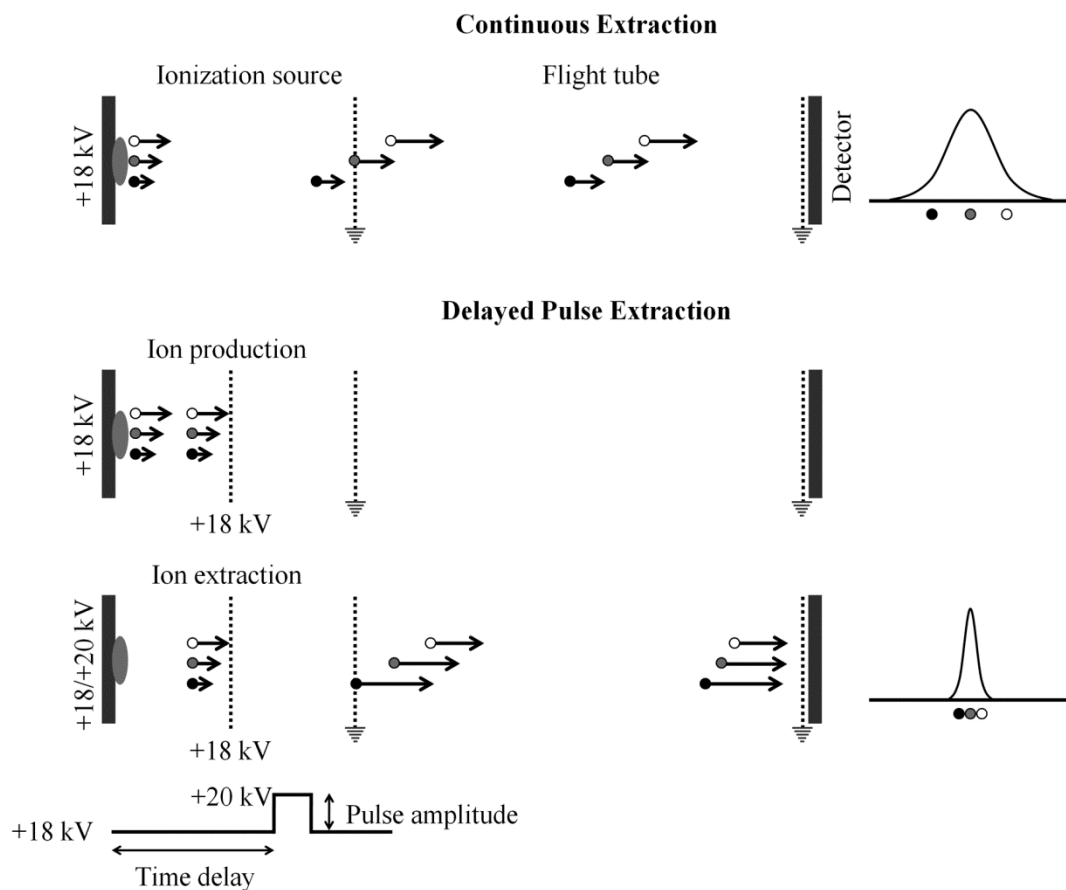 Continuous Extraction
Ionization source
Flight tube
+18 kV
Detector
Delayed Pulse Extraction
Ion production
+18 kV
+18 kV
Ion extraction
+18/+20 kV
+18 kV
+20 kV
Pulse amplitude
+18 kV
Time delay